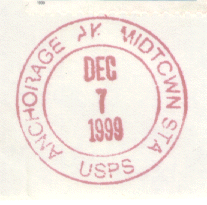 ANCHORAGE AK MIDTOWN STA
DEC
7
1999
USPS